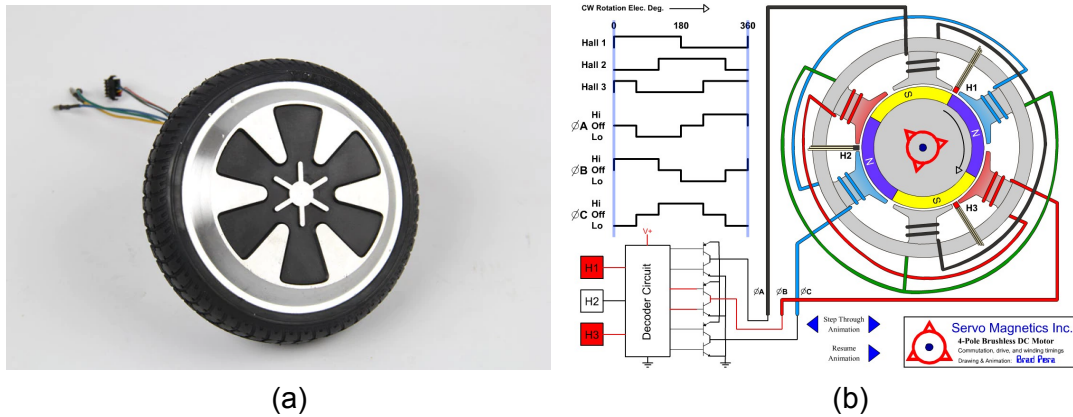 CW Rotation Elec. Deg.
0 180 360
Hall 1
Hall 2
Hall 3
Hi
ØA Off
Lo
Hi
ØB Off
Lo
Hi
ØC Off
Lo
V+
H1
H2
H3
Decoder Circuit
ØA ØB ØC
H1
H2
H3
S
N
N
S
Step Through
Animation
Resume
Animation
Servo Magnetics Inc.
4-Pole Brushless DC Motor
Commutation, drive, and winding timings
Drawing & Animation: Brad Pera
(a)
(b)